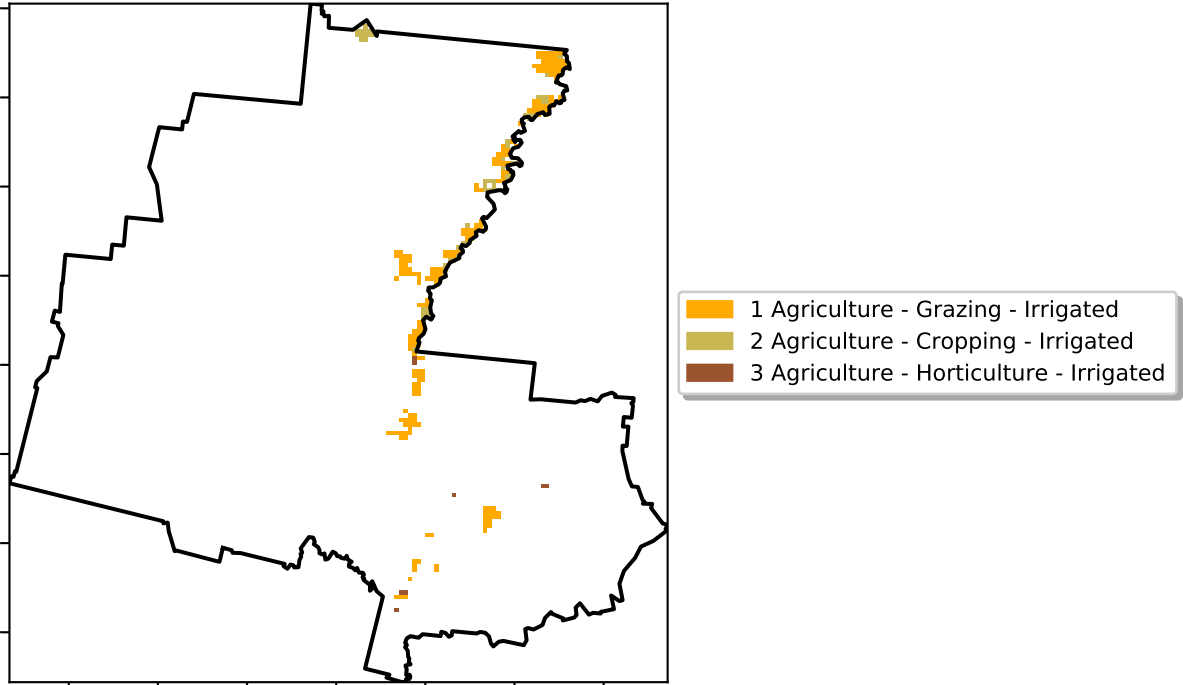 1 Agriculture - Grazing - Irrigated
2 Agriculture - Cropping - Irrigated
3 Agriculture - Horticulture - Irrigated